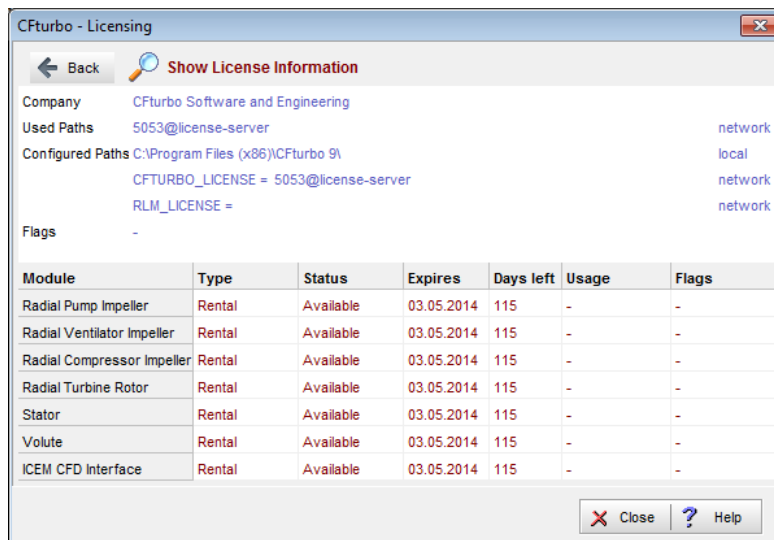 CFturbo - Licensing
Back Show License Information
Company CFturbo Software and Engineering
Used Paths 5053@license-server network
Configured Paths C:\Program Files (x86)\CFturbo 9\ local
CFTURBO_LICENSE = 5053@license-server network
RLM_LICENSE = network
Flags -
Module Type Status Expires Days left Usage Flags
Radial Pump Impeller Rental Available 03.05.2014 115 - -
Radial Ventilator Impeller Rental Available 03.05.2014 115 - -
Radial Compressor Impeller Rental Available 03.05.2014 115 - -
Radial Turbine Rotor Rental Available 03.05.2014 115 - -
Stator Rental Available 03.05.2014 115 - -
Volute Rental Available 03.05.2014 115 - -
ICEM CFD Interface Rental Available 03.05.2014 115 - -
Close ? Help